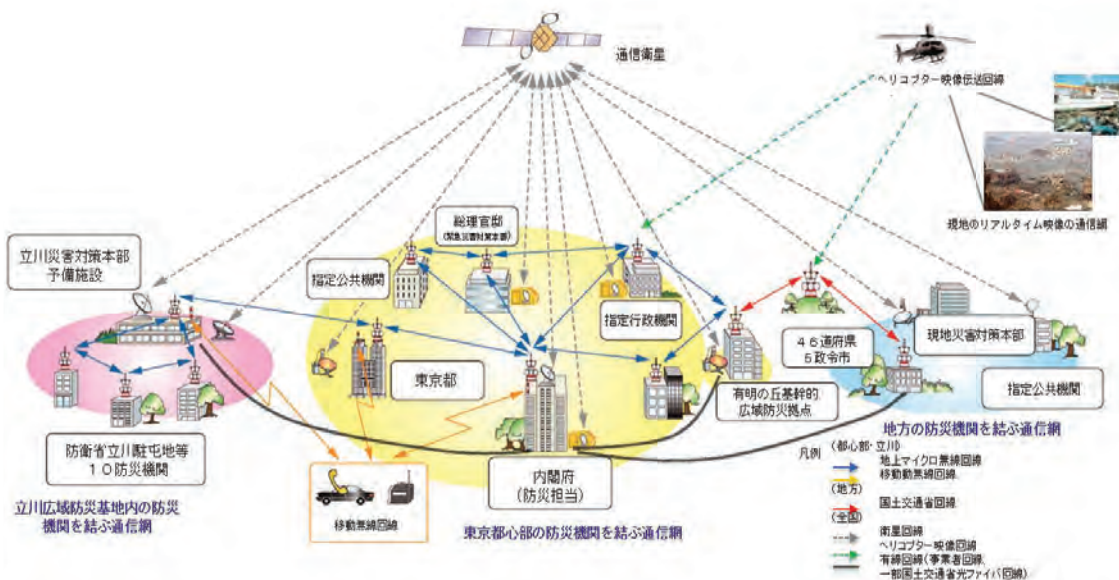 通信衛星
ヘリコプター映像伝送回線
現地のリアルタイム映像の通信網
総理官邸
(緊急災害対策本部)
立川災害対策本部
予備施設
指定公共機関
指定行政機関
東京都
46道府県
5政令市
現地災害対策本部
指定公共機関
有明の丘基幹的
広域防災拠点
地方の防災機関を結ぶ通信網
防衛省立川駐屯地等
10防災機関
内閣府
(防災担当)
移動無線回線
立川広域防災基地内の防災
機関を結ぶ通信網
東京都心部の防災機関を結ぶ通信網
凡例
(都心部・立川)
地上マイクロ無線回線
移動動無線回線
(地方)
国土交通省回線
(全国)
衛星回線
ヘリコプター映像回線
有線回線(事業者回線、
一部国土交通省光ファイバ回線)